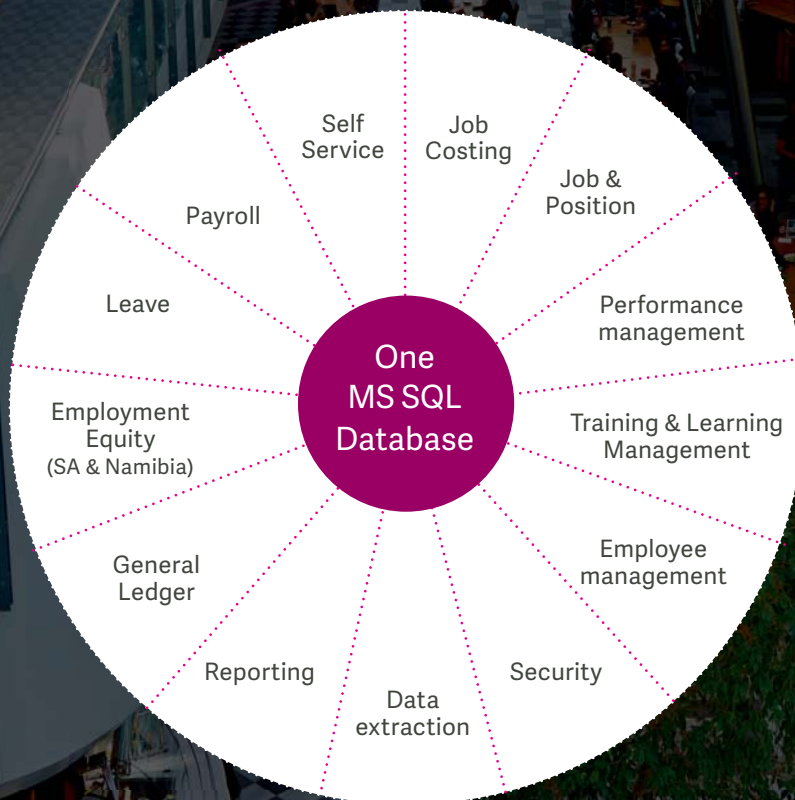 One
MS SQL
Database
Job
Costing
Job &
Position
Performance
management
Training & Learning
Management
Employee
management
Security
Data
extraction
Reporting
General
Ledger
Employment
Equity
(SA & Namibia)
Leave
Payroll
Self
Service